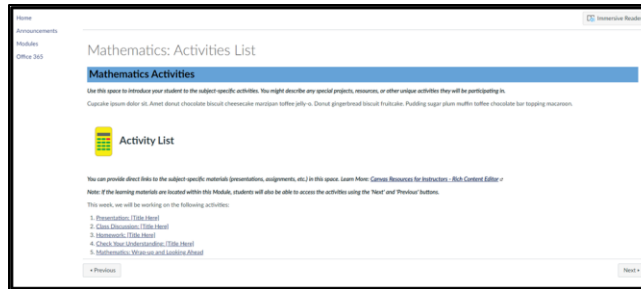 Home
Announcements
Modules
Office 365
Immersive Reader
Mathematics: Activities List
Mathematics Activities
Use this space to introduce your student to the subject-specific activities. You might describe any special projects, resources, or other unique activities they will be participating in.
Cupcake ipsum dolor sit. Amet donut chocolate biscuit cheesecake marzipan toffee jelly-o. Donut gingerbread biscuit fruitcake. Pudding sugar plum muffin toffee chocolate bar topping macaroon.
Activity List
You can provide direct links to the subject-specific materials (presentations, assignments, etc.) in this space. Learn More: Canvas Resources for Instructors - Rich Content Editor
Note: If the learning materials are located within this Module, students will also be able to access the activities using the 'Next' and 'Previous' buttons.
This week, we will be working on the following activities:
1. Presentation: [Title Here]
2. Class Discussion: [Title Here]
3. Homework: [Title Here]
4. Check Your Understanding: [Title Here]
5. Mathematics: Wrap-up and Looking Ahead
◂ Previous
Next ▸